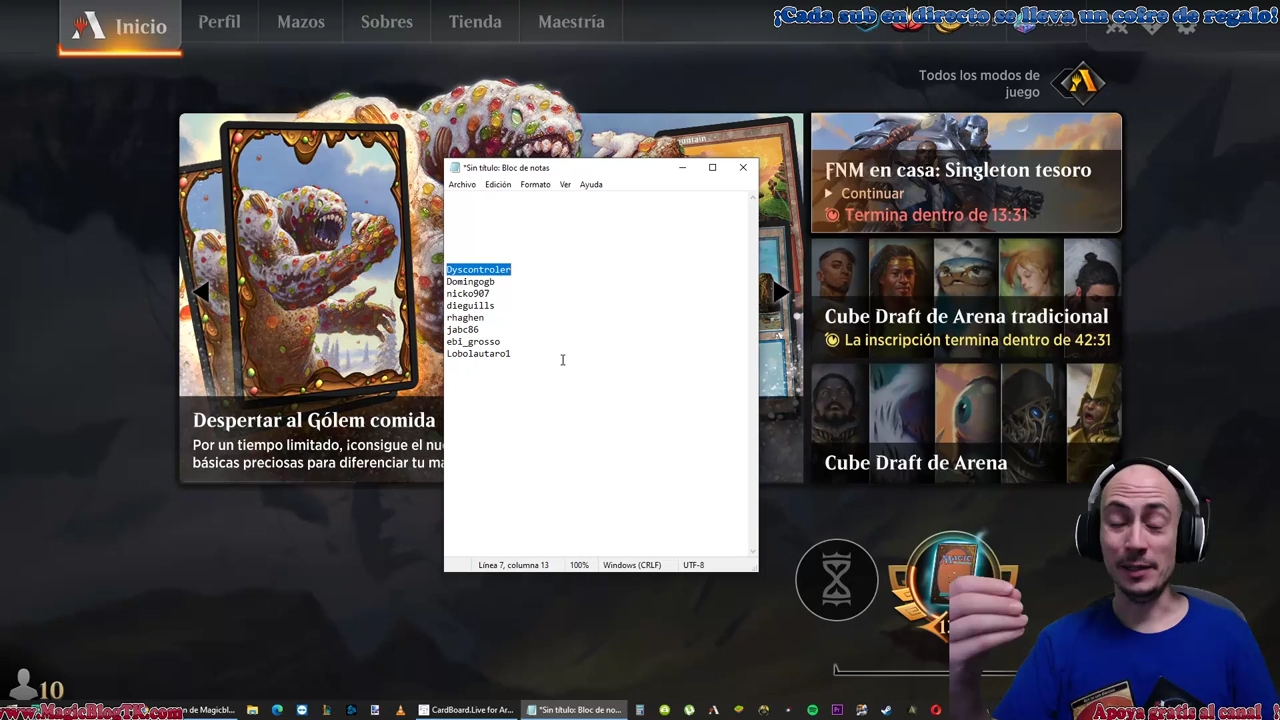 ¡Cada sub en directo se lleva un cofre de regalo!
Inicio
Perfil
Mazos
Sobres
Tienda
Maestría
Todos los modos de
juego
FNM en casa: Singleton tesoro
Continuar
Termina dentro de 13:31
Cube Draft de Arena tradicional
La inscripción termina dentro de 42:31
Cube Draft de Arena
Despertar al Gólem comida
Por un tiempo limitado, ¡consigue el
básicas preciosas para diferenciar tu
*Sin título: Bloc de notas
Archivo
Edición
Formato
Ver
Ayuda
Dyscontroler
Domingogb
nicko907
dieguills
rhaghen
jabc86
ebi_grosso
Lobolautaro1
Línea 7, columna 13
100%
Windows (CRLF)
UTF-8
MAGIC
10
www.MagicBlogTK.com
de Magicbl
CardBoard.Live for Ar...
*Sin título: Bloc de no...
Apoya gratis al canal